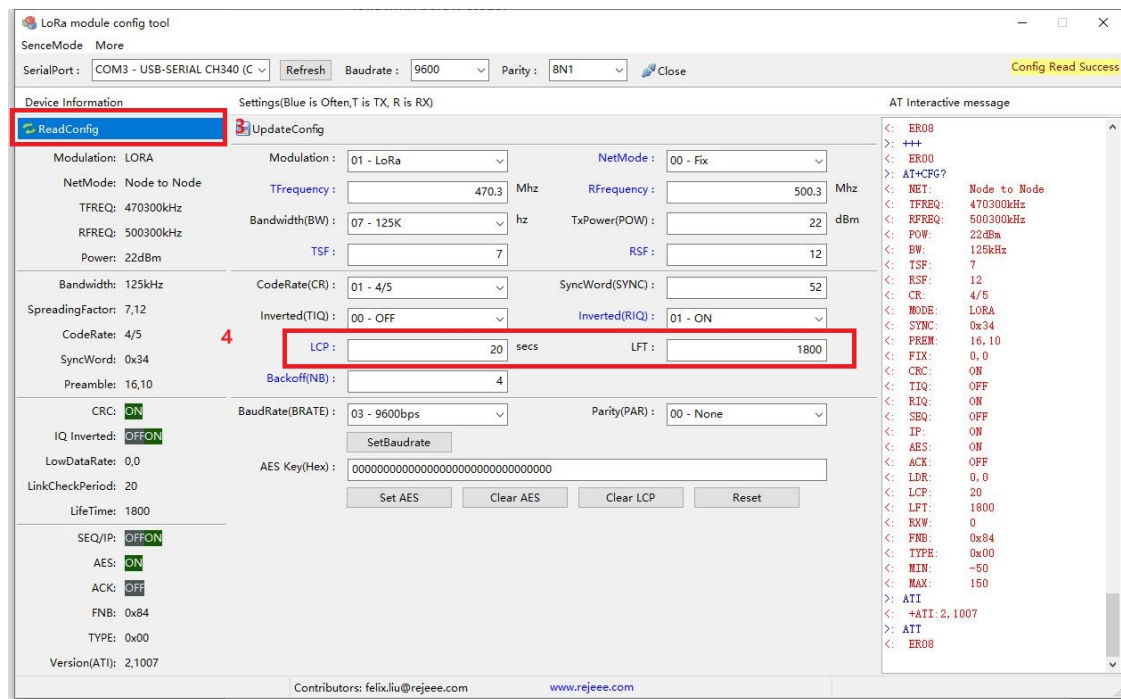 LoRa module config tool
SenceMode More
SerialPort : COM3 - USB-SERIAL CH340 (C Refresh Baudrate : 9600 Parity : 8N1 Close Config Read Success
Device Information Settings(Blue is Often,T is TX, R is RX) AT Interactive message
ReadConfig 3 UpdateConfig
Modulation: LORA
NetMode: Node to Node
TFREQ: 470300kHz
RFREQ: 500300kHz
Power: 22dBm
Bandwidth: 125kHz
SpreadingFactor: 7,12
CodeRate: 4/5
SyncWord: 0x34
Preamble: 16,10
CRC: ON
IQ Inverted: OFFON
LowDataRate: 0,0
LinkCheckPeriod: 20
LifeTime: 1800
SEQ/IP: OFFON
AES: ON
ACK: OFF
FNB: 0x84
TYPE: 0x00
Version(ATI): 2,1007
Modulation : 01 - LoRa NetMode : 00 - Fix
TFrequency : 470.3 Mhz RFrequency : 500.3 Mhz
Bandwidth(BW) : 07 - 125K hz TxPower(POW) : 22 dBm
TSF : 7 RSF : 12
CodeRate(CR) : 01 - 4/5 SyncWord(SYNC) : 52
Inverted(TIQ) : 00 - OFF Inverted(RIQ) : 01 - ON
4 LCP : 20 secs LFT : 1800
Backoff(NB) : 4
BaudRate(BRATE) : 03 - 9600bps Parity(PAR) : 00 - None
SetBaudrate
AES Key(Hex) : 00000000000000000000000000000000
Set AES Clear AES Clear LCP Reset
<: ER08
>: +++
<: ER00
>: AT+CFG?
<: NET: Node to Node
<: TFREQ: 470300kHz
<: RFREQ: 500300kHz
<: POW: 22dBm
<: BW: 125kHz
<: TSF: 7
<: RSF: 12
<: CR: 4/5
<: MODE: LORA
<: SYNC: 0x34
<: PREM: 16,10
<: FIX: 0,0
<: CRC: ON
<: TIQ: OFF
<: RIQ: ON
<: SEQ: OFF
<: IP: ON
<: AES: ON
<: ACK: OFF
<: LDR: 0,0
<: LCP: 20
<: LFT: 1800
<: RXW: 0
<: FNB: 0x84
<: TYPE: 0x00
<: MIN: -50
<: MAX: 150
>: ATI
<: +ATI:2,1007
>: ATT
<: ER08
Contributors: felix.liu@rejeee.com www.rejeee.com